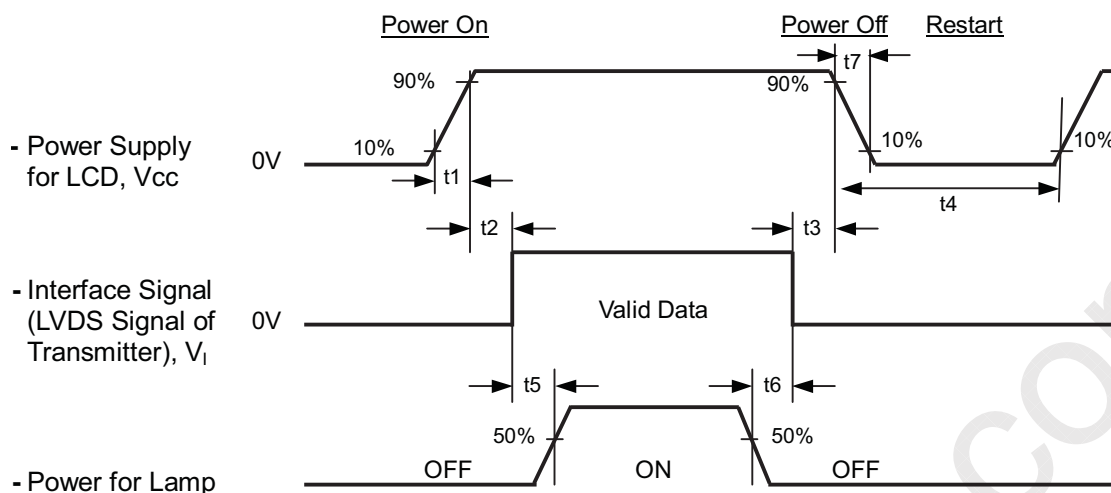 Power On
Power Off
Restart
90%
90%
t7
- Power Supply
for LCD, Vcc
0V
10%
10%
10%
t1
t4
t2
t3
- Interface Signal
(LVDS Signal of
Transmitter), VI
0V
Valid Data
t5
t6
50%
50%
- Power for Lamp
OFF
ON
OFF